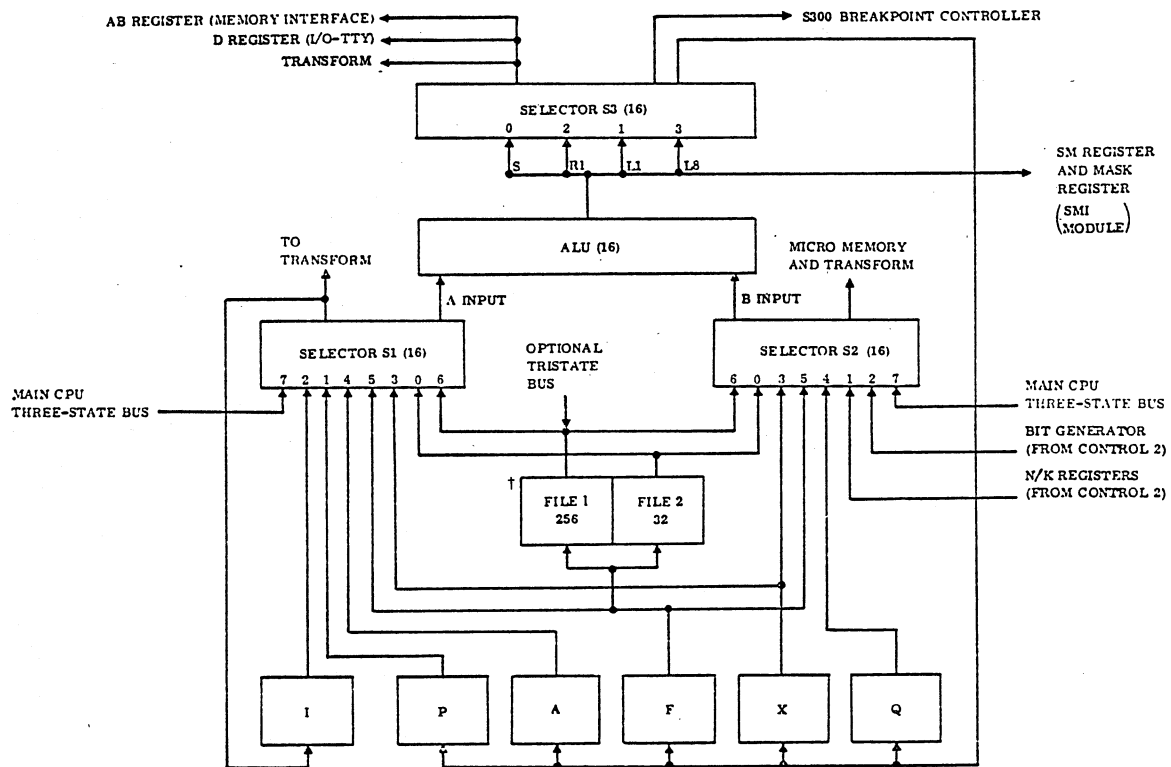 AB REGISTER (MEMORY INTERFACE)
D REGISTER (I/O-TTY)
TRANSFORM
S300 BREAKPOINT CONTROLLER
SELECTOR S3 (16)
0 2 1 3
S R1 L1 L8
SM REGISTER
AND MASK
REGISTER
(SMI
MODULE)
ALU (16)
TO
TRANSFORM
MICRO MEMORY
AND TRANSFORM
A INPUT
B INPUT
SELECTOR S1 (16)
7 2 1 4 5 3 0 6
OPTIONAL
TRISTATE
BUS
SELECTOR S2 (16)
6 0 3 5 4 1 2 7
MAIN CPU
THREE-STATE BUS
MAIN CPU
THREE-STATE BUS
BIT GENERATOR
(FROM CONTROL 2)
N/K REGISTERS
(FROM CONTROL 2)
†
FILE 1
256
FILE 2
32
I
P
A
F
X
Q